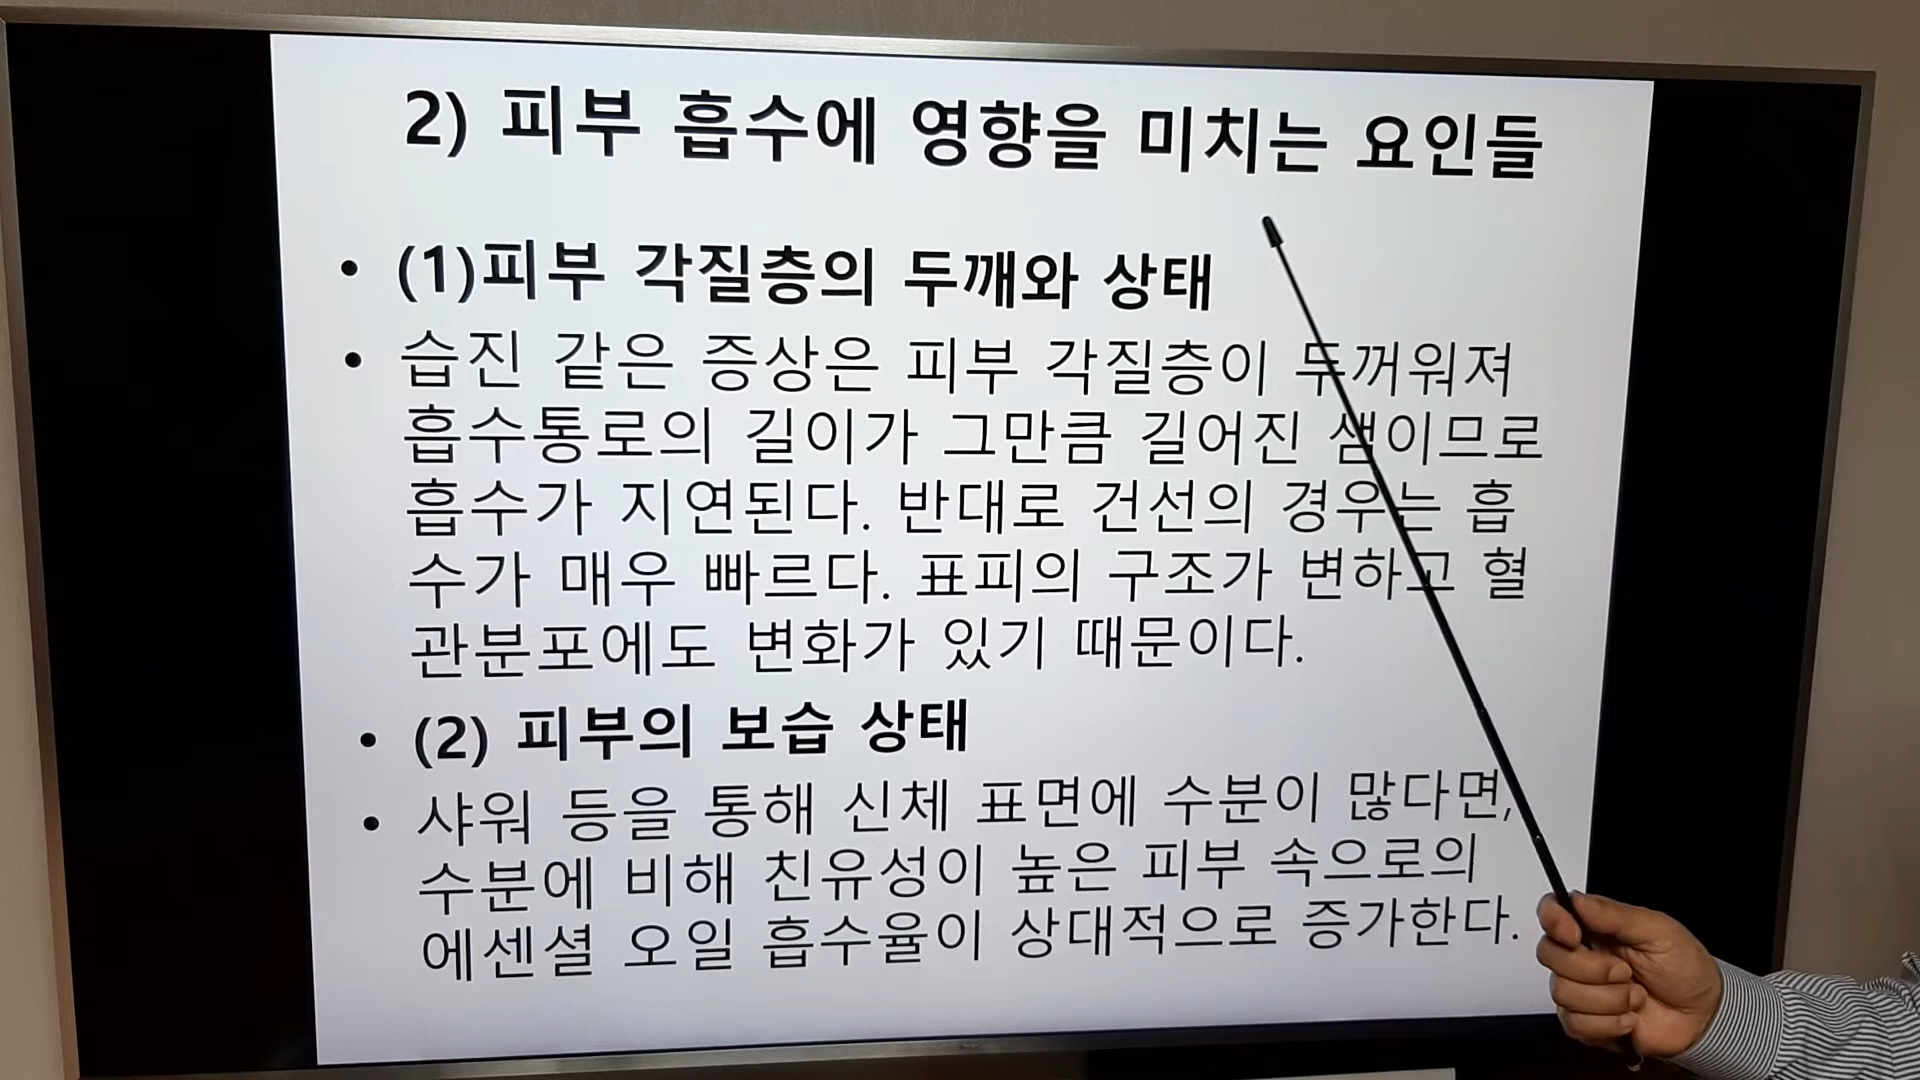 2) 피부 흡수에 영향을 미치는 요인들
• (1)피부 각질층의 두깨와 상태
• 습진 같은 증상은 피부 각질층이 두꺼워져
흡수통로의 길이가 그만큼 길어진 샘이므로
흡수가 지연된다. 반대로 건선의 경우는 흡
수가 매우 빠르다. 표피의 구조가 변하고 혈
관분포에도 변화가 있기 때문이다.
• (2) 피부의 보습 상태
• 샤워 등을 통해 신체 표면에 수분이 많다면,
수분에 비해 친유성이 높은 피부 속으로의
에센셜 오일 흡수율이 상대적으로 증가한다.